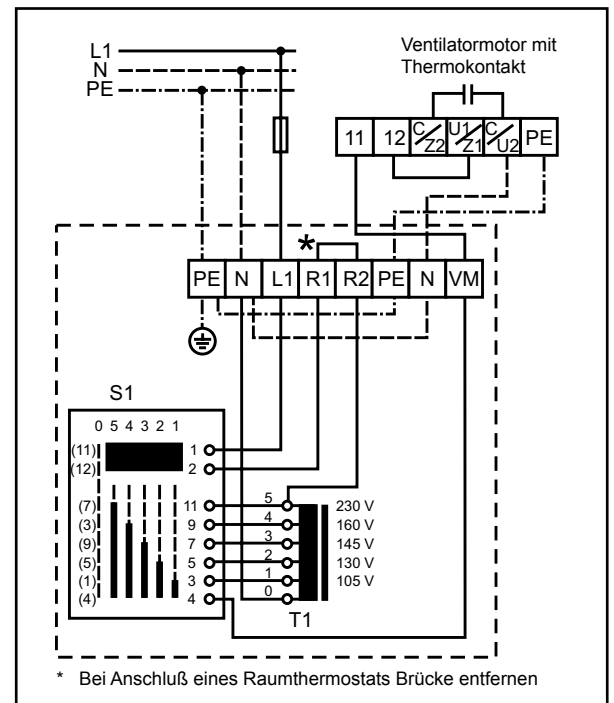 L1
N
PE
Ventilatormotor mit
Thermokontakt
11 12 C/Z2 U1/Z1 C/U2 PE
*
PE N L1 R1 R2 PE N VM
S1
0 5 4 3 2 1
(11) 1
(12) 2
(7) 11 5 230 V
(3) 9 4 160 V
(9) 7 3 145 V
(5) 5 2 130 V
(1) 3 1 105 V
(4) 4 0
T1
* Bei Anschluß eines Raumthermostats Brücke entfernen